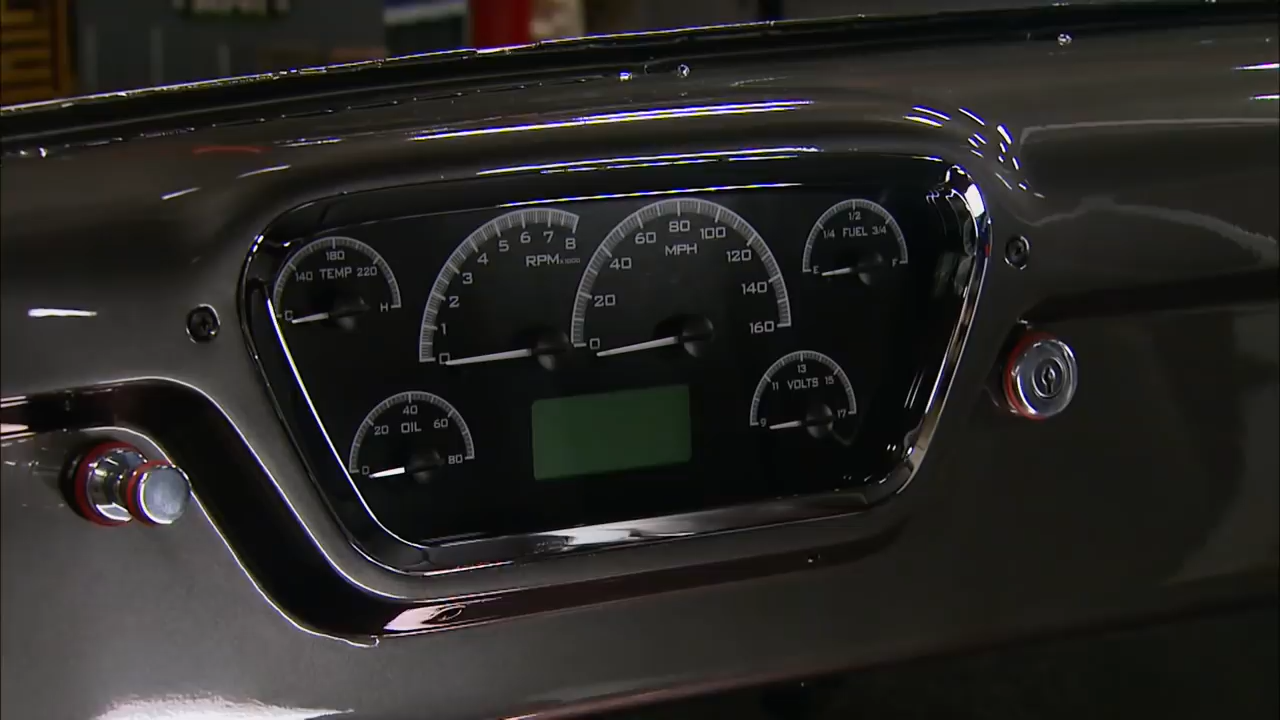 180
140 TEMP 220
C H
0 1 2 3 4 5 6 7 8
RPM
0 20 40 60 80 100 120 140 160
MPH
1/2
1/4 FUEL 3/4
E F
40
20 OIL 60
0 80
13
11 VOLTS 15
9 17